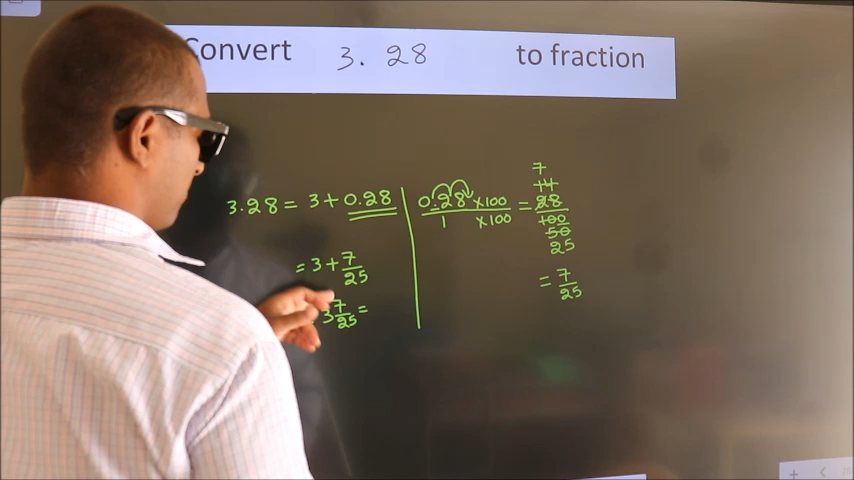 Convert 3.28 to fraction
3.28 = 3 + 0.28
= 3 + 7/25
3 7/25 =
0.28 × 100 / 1 × 100 = 28/100
14
7
50
25
= 7/25